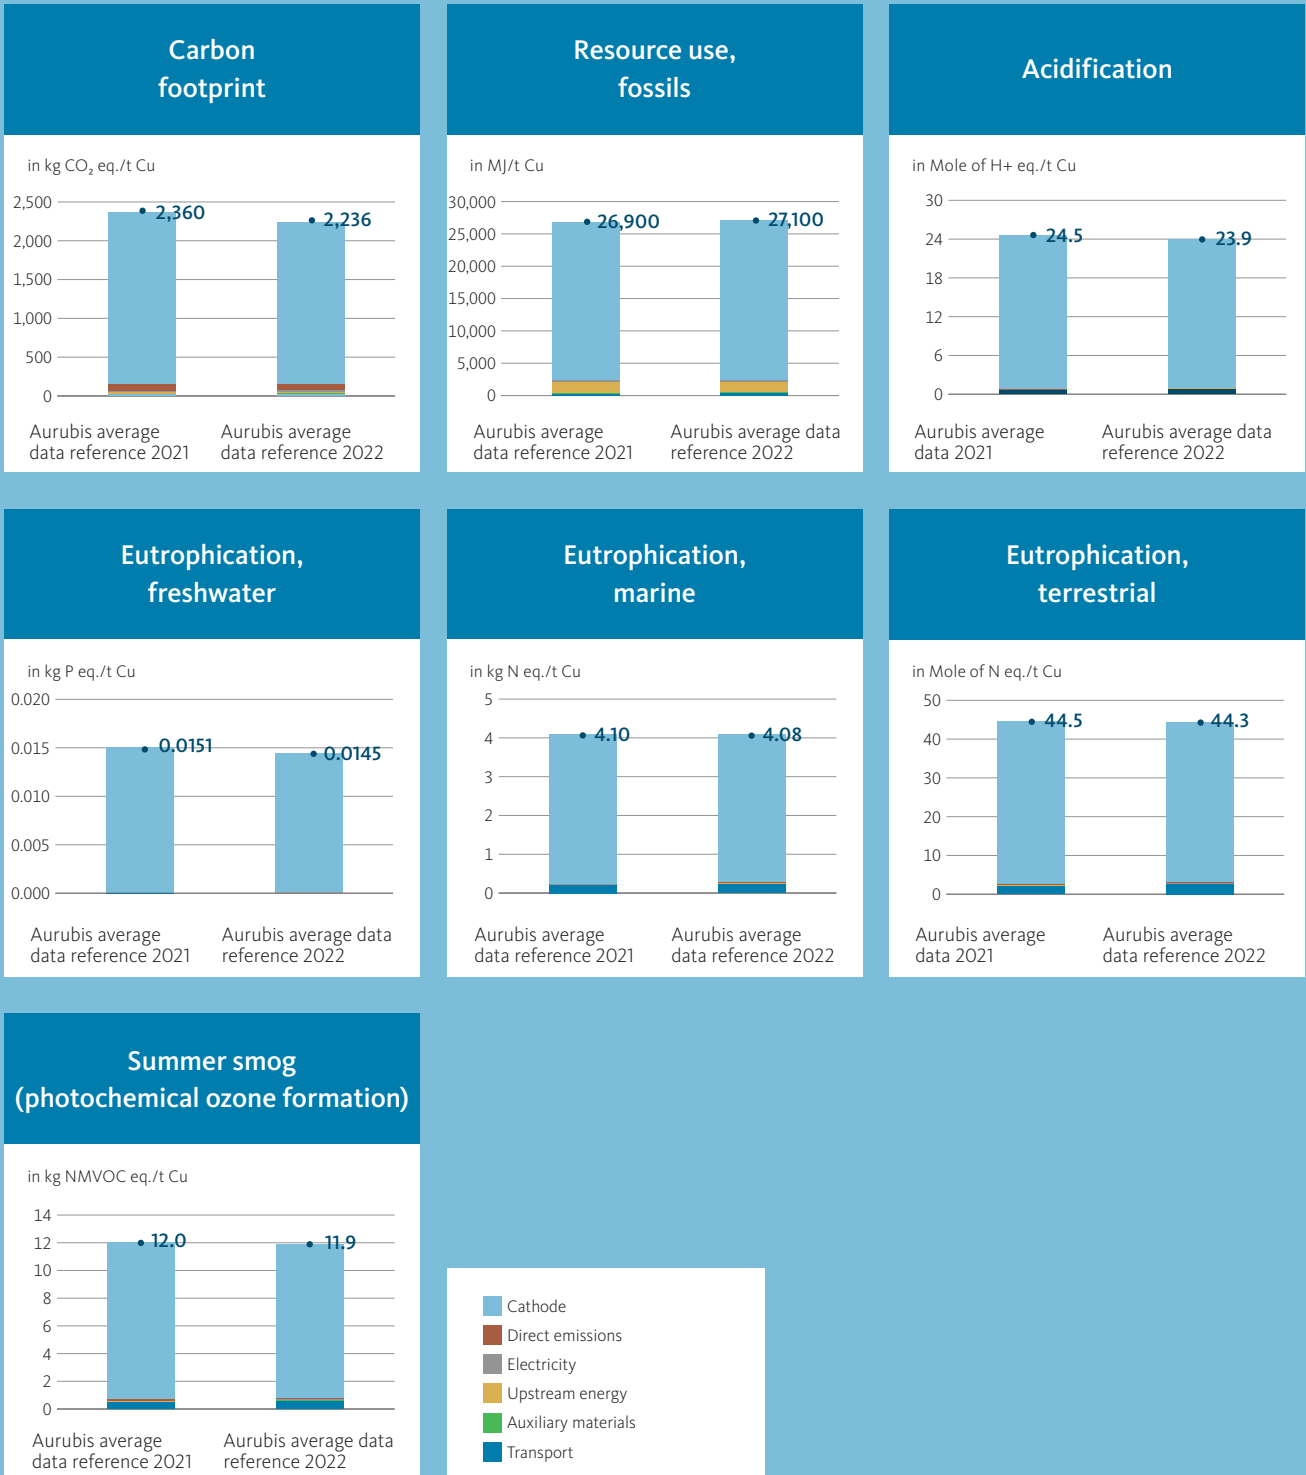 Carbon
footprint
in kg CO₂ eq./t Cu
2,500
2,000
1,500
1,000
500
0
2,360
2,236
Aurubis average
data reference 2021
Aurubis average
data reference 2022
Resource use,
fossils
in MJ/t Cu
30,000
25,000
20,000
15,000
10,000
5,000
0
26,900
27,100
Aurubis average
data reference 2021
Aurubis average data
reference 2022
Acidification
in Mole of H+ eq./t Cu
30
24
18
12
6
0
24.5
23.9
Aurubis average
data 2021
Aurubis average data
reference 2022
Eutrophication,
freshwater
in kg P eq./t Cu
0.020
0.015
0.010
0.005
0.000
0.0151
0.0145
Aurubis average
data reference 2021
Aurubis average data
reference 2022
Eutrophication,
marine
in kg N eq./t Cu
5
4
3
2
1
0
4.10
4.08
Aurubis average
data reference 2021
Aurubis average
data reference 2022
Eutrophication,
terrestrial
in Mole of N eq./t Cu
50
40
30
20
10
0
44.5
44.3
Aurubis average
data 2021
Aurubis average
data reference 2022
Summer smog
(photochemical ozone formation)
in kg NMVOC eq./t Cu
14
12
10
8
6
4
2
0
12.0
11.9
Aurubis average
data reference 2021
Aurubis average data
reference 2022
Cathode
Direct emissions
Electricity
Upstream energy
Auxiliary materials
Transport